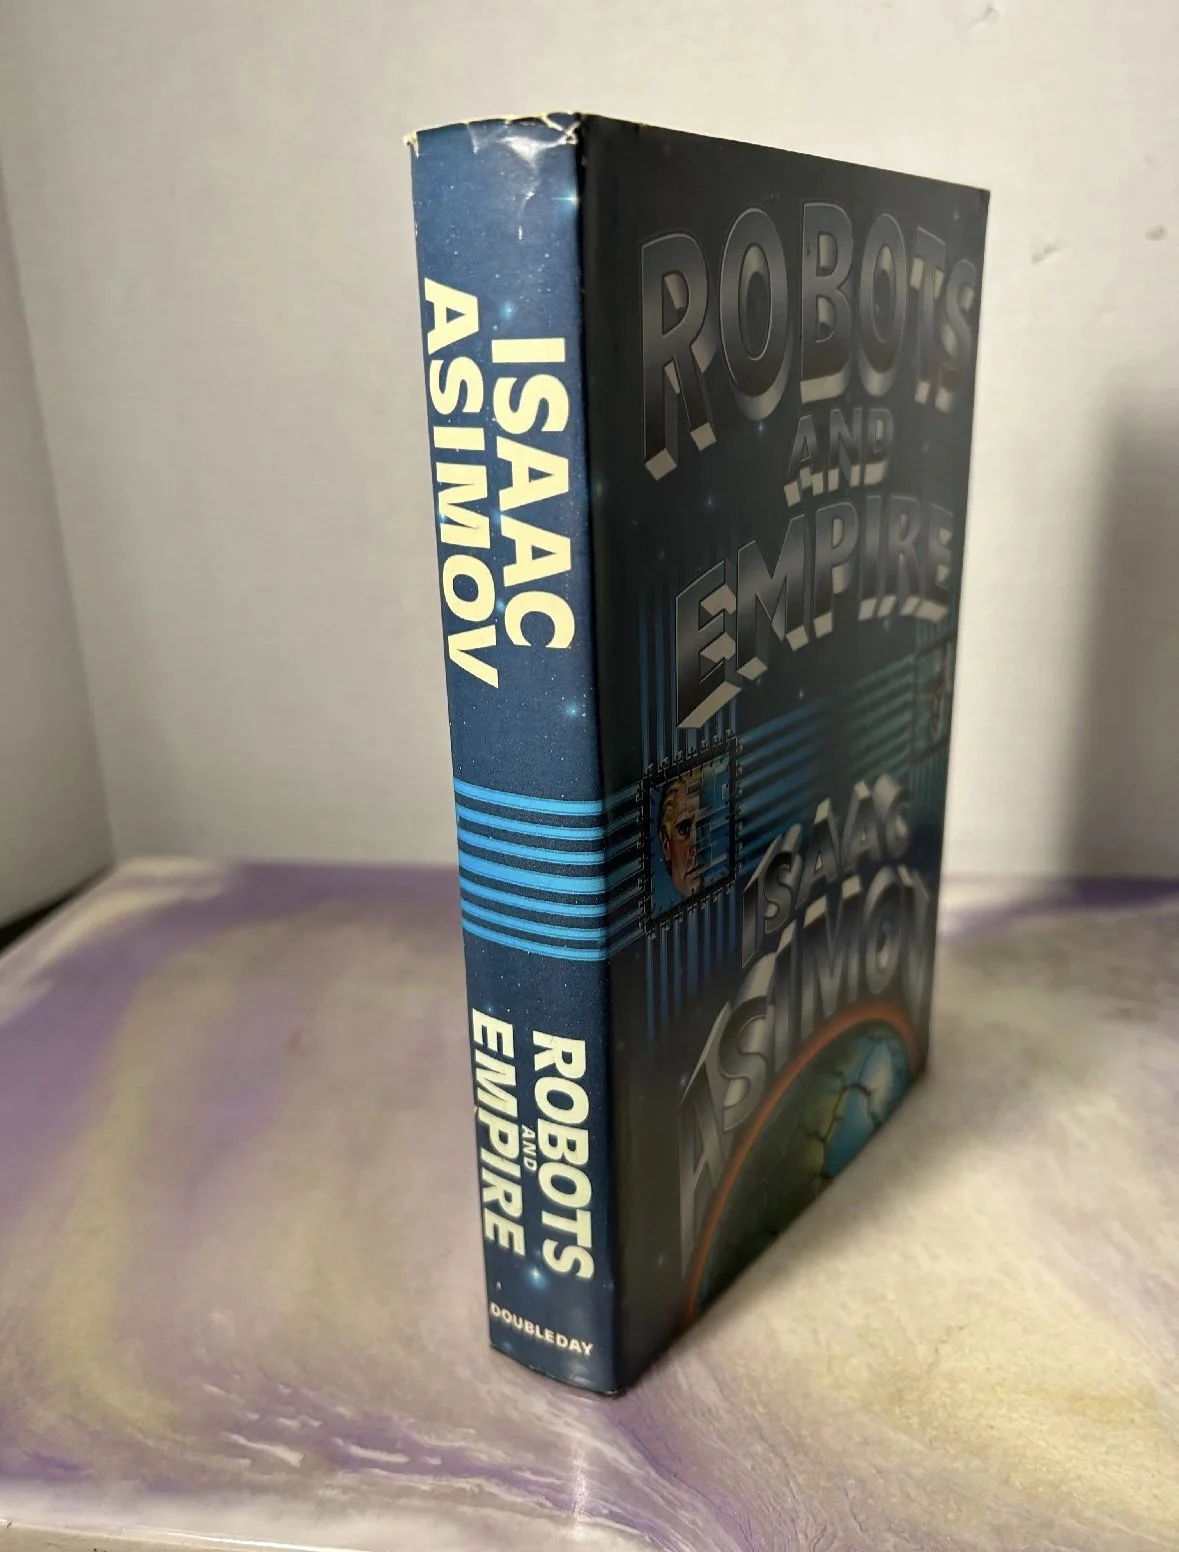 ISAAC
ASIMOV
ROBOTS
AND
EMPIRE
DOUBLEDAY
ROBOTS
AND
EMPIRE
ISAAC
ASIMOV